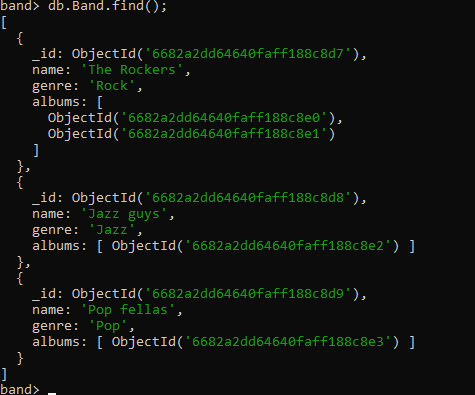 band> db.Band.find();
[
  {
    _id: ObjectId('6682a2dd64640faff188c8d7'),
    name: 'The Rockers',
    genre: 'Rock',
    albums: [
      ObjectId('6682a2dd64640faff188c8e0'),
      ObjectId('6682a2dd64640faff188c8e1')
    ]
  },
  {
    _id: ObjectId('6682a2dd64640faff188c8d8'),
    name: 'Jazz guys',
    genre: 'Jazz',
    albums: [ ObjectId('6682a2dd64640faff188c8e2') ]
  },
  {
    _id: ObjectId('6682a2dd64640faff188c8d9'),
    name: 'Pop fellas',
    genre: 'Pop',
    albums: [ ObjectId('6682a2dd64640faff188c8e3') ]
  }
]
band> _